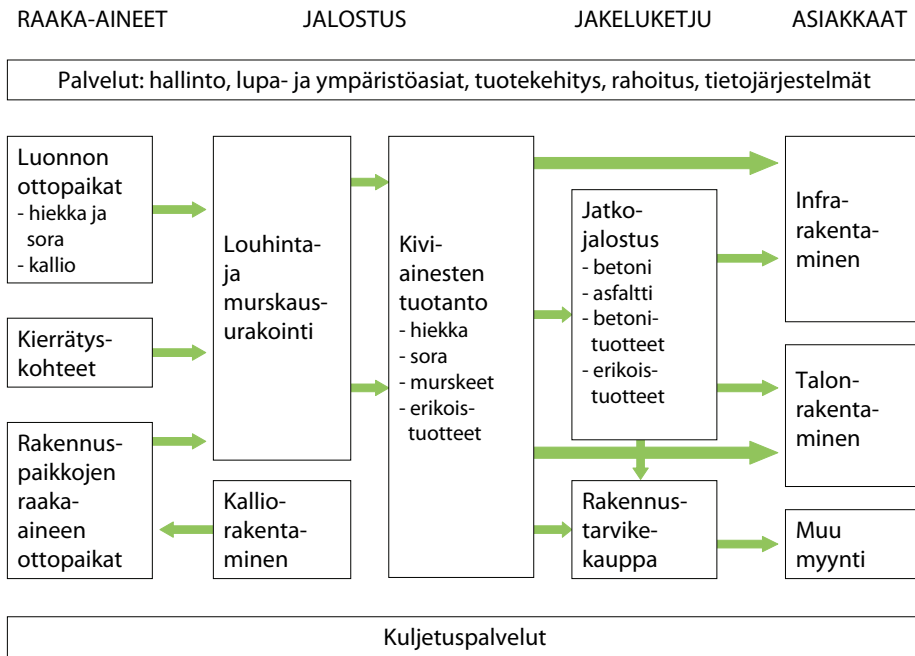 RAAKA-AINEET
JALOSTUS
JAKELUKETJU
ASIAKKAAT
Palvelut: hallinto, lupa- ja ympäristöasiat, tuotekehitys, rahoitus, tietojärjestelmät
Luonnon
ottopaikat
- hiekka ja
sora
- kallio
Kierrätys-
kohteet
Rakennus-
paikkojen
raaka-
aineen
ottopaikat
Louhinta-
ja
murskaus-
urakointi
Kallio-
rakenta-
minen
Kivi-
ainesten
tuotanto
- hiekka
- sora
- murskeet
- erikois-
tuotteet
Jatko-
jalostus
- betoni
- asfaltti
- betoni-
tuotteet
- erikois-
tuotteet
Rakennus-
tarvike-
kauppa
Infra-
rakenta-
minen
Talon-
rakenta-
minen
Muu
myynti
Kuljetuspalvelut